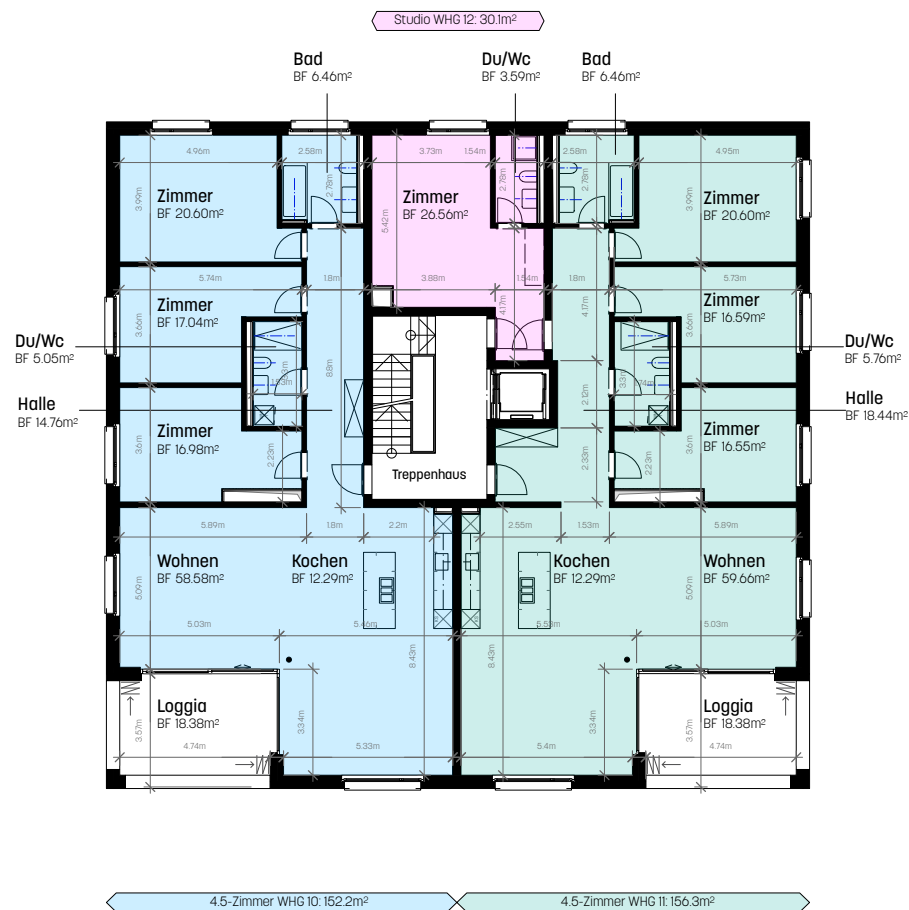 Studio WHG 12: 30.1m²
Bad
BF 6.46m²
Du/Wc
BF 3.59m²
Bad
BF 6.46m²
4.96m
2.58m
3.73m
1.54m
2.58m
4.95m
3.99m
2.78m
5.42m
2.78m
2.78m
3.99m
Zimmer
BF 20.60m²
Zimmer
BF 26.56m²
Zimmer
BF 20.60m²
5.74m
1.8m
3.88m
1.54m
1.8m
5.73m
Zimmer
BF 17.04m²
Zimmer
BF 16.59m²
3.66m
4.17m
4.17m
3.66m
Du/Wc
BF 5.05m²
Du/Wc
BF 5.76m²
8.8m
1.53m
3.3m
Halle
BF 14.76m²
Halle
BF 18.44m²
2.12m
Zimmer
BF 16.98m²
Zimmer
BF 16.55m²
3.6m
2.23m
2.33m
2.23m
3.6m
Treppenhaus
5.89m
1.8m
2.2m
2.55m
1.53m
5.89m
Wohnen
BF 58.58m²
Kochen
BF 12.29m²
Kochen
BF 12.29m²
Wohnen
BF 59.66m²
5.09m
5.09m
5.03m
5.46m
5.53m
5.03m
8.43m
8.43m
Loggia
BF 18.38m²
Loggia
BF 18.38m²
3.57m
3.34m
3.34m
3.57m
4.74m
5.33m
5.4m
4.74m
4.5-Zimmer WHG 10: 152.2m²
4.5-Zimmer WHG 11: 156.3m²